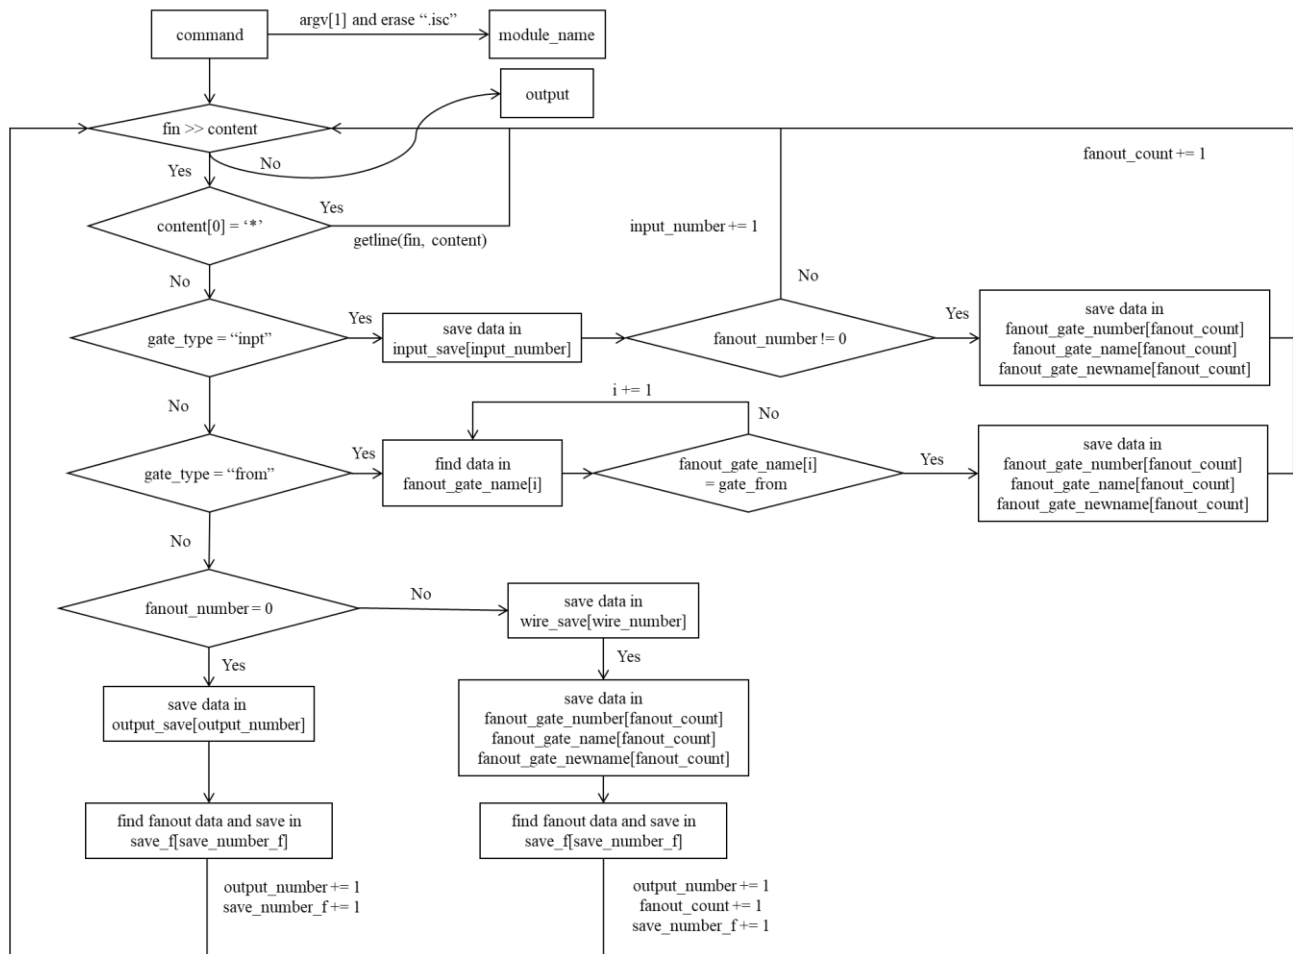 command
argv[1] and erase “.isc”
module_name
output
fin >> content
No
Yes
fanout_count += 1
content[0] = ‘*’
Yes
getline(fin, content)
input_number += 1
No
No
gate_type = “inpt”
Yes
save data in
input_save[input_number]
fanout_number != 0
Yes
save data in
fanout_gate_number[fanout_count]
fanout_gate_name[fanout_count]
fanout_gate_newname[fanout_count]
No
i += 1
No
gate_type = “from”
Yes
find data in
fanout_gate_name[i]
fanout_gate_name[i]
= gate_from
Yes
save data in
fanout_gate_number[fanout_count]
fanout_gate_name[fanout_count]
fanout_gate_newname[fanout_count]
No
fanout_number = 0
No
save data in
wire_save[wire_number]
Yes
Yes
save data in
output_save[output_number]
save data in
fanout_gate_number[fanout_count]
fanout_gate_name[fanout_count]
fanout_gate_newname[fanout_count]
find fanout data and save in
save_f[save_number_f]
find fanout data and save in
save_f[save_number_f]
output_number += 1
save_number_f += 1
output_number += 1
fanout_count += 1
save_number_f += 1